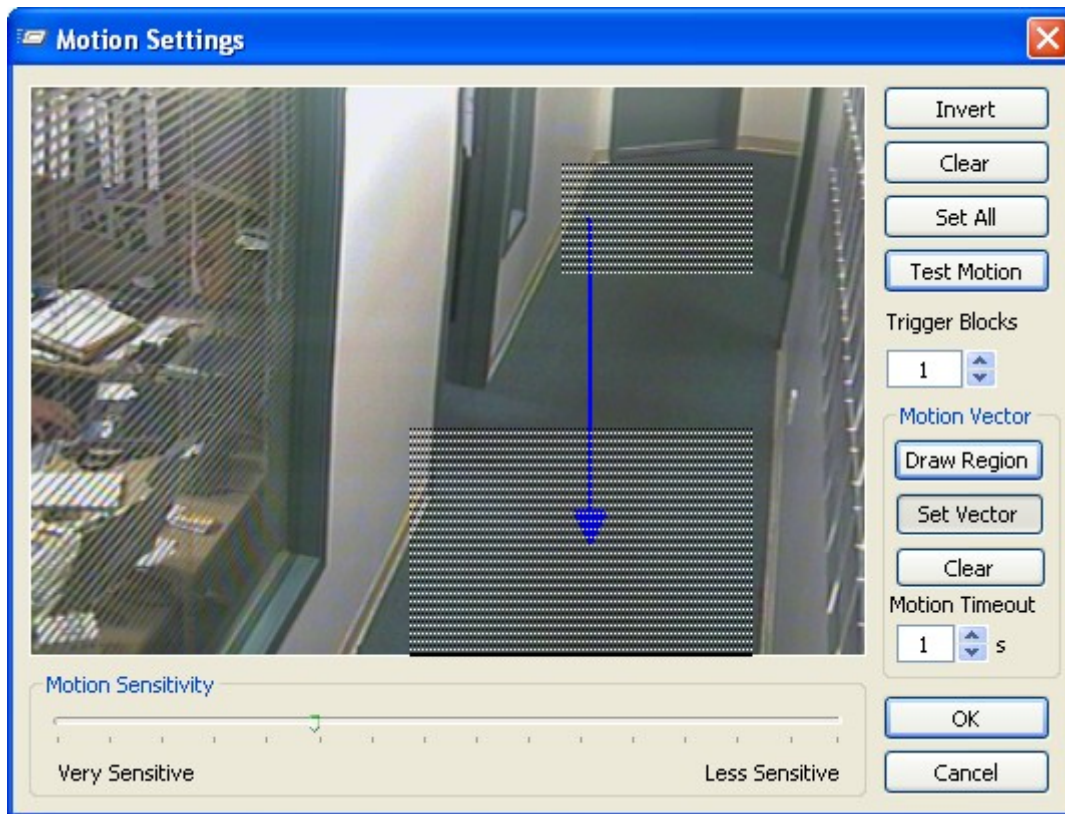 Motion Settings
Invert
Clear
Set All
Test Motion
Trigger Blocks
1
Motion Vector
Draw Region
Set Vector
Clear
Motion Timeout
1 s
Motion Sensitivity
Very Sensitive Less Sensitive
OK
Cancel